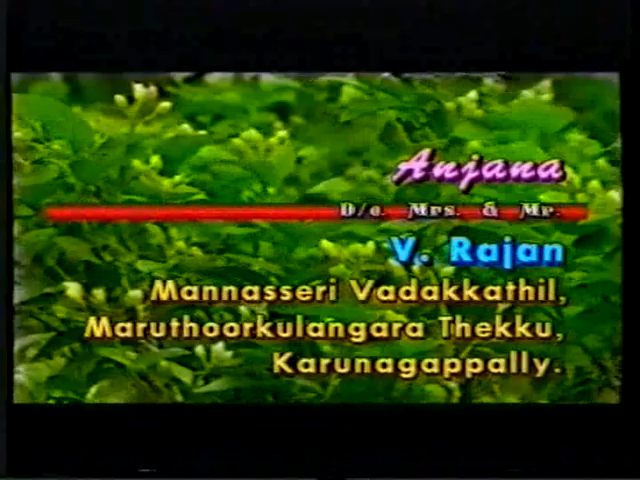 Anjana
D/o. Mrs. & Mr.
V. Rajan
Mannasseri Vadakkathil,
Maruthoorkulangara Thekku,
Karunagappally.